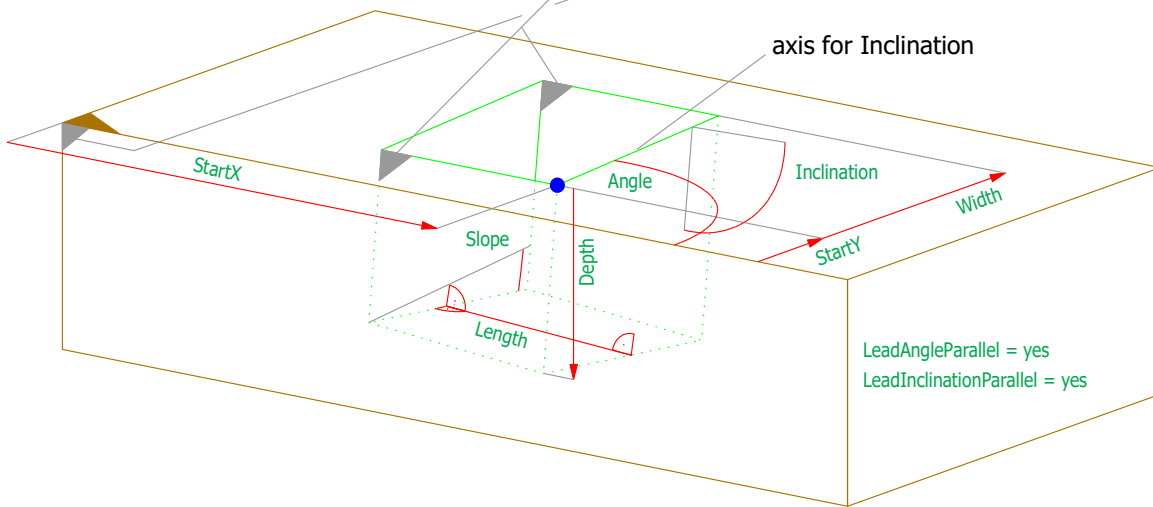 axis for Inclination
StartX
Angle
Inclination
Width
Slope
Depth
StartY
Length
LeadAngleParallel = yes
LeadInclinationParallel = yes